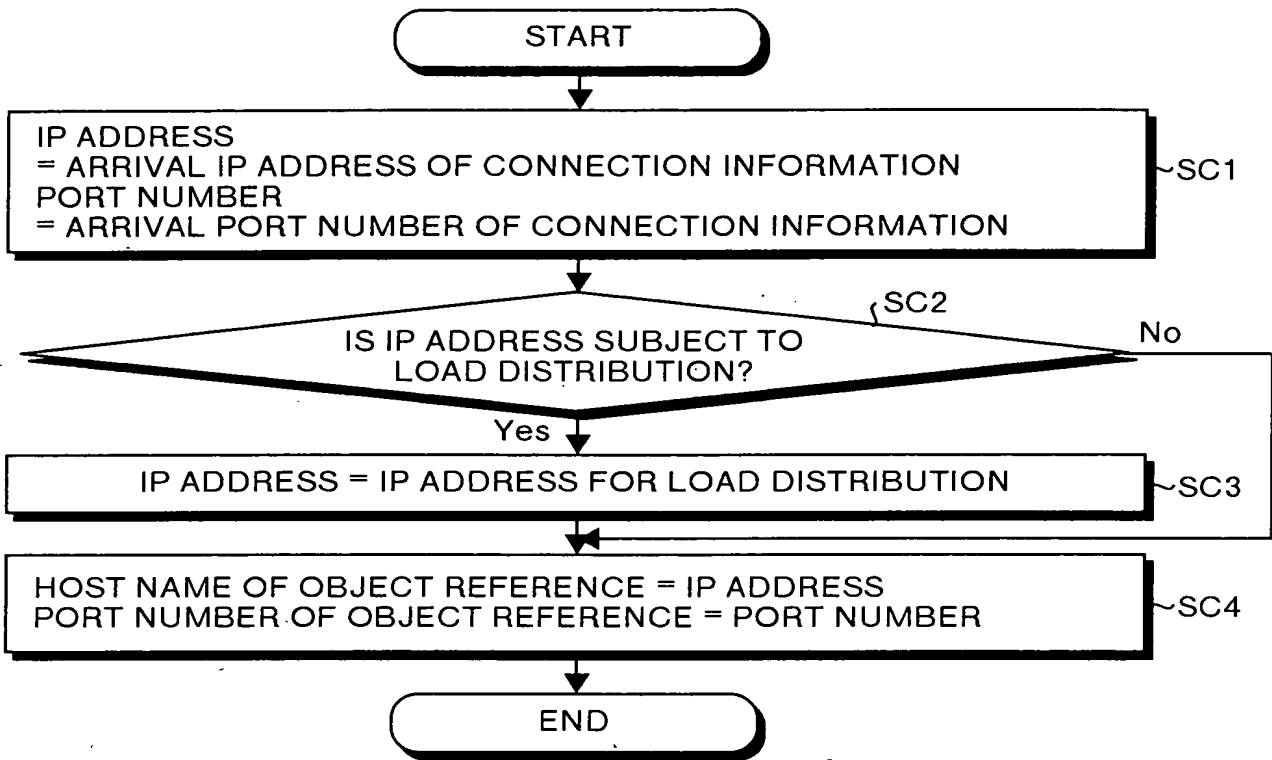 START
IP ADDRESS
= ARRIVAL IP ADDRESS OF CONNECTION INFORMATION
PORT NUMBER
= ARRIVAL PORT NUMBER OF CONNECTION INFORMATION
SC1
SC2
IS IP ADDRESS SUBJECT TO
LOAD DISTRIBUTION?
No
Yes
IP ADDRESS = IP ADDRESS FOR LOAD DISTRIBUTION
SC3
HOST NAME OF OBJECT REFERENCE = IP ADDRESS
PORT NUMBER OF OBJECT REFERENCE = PORT NUMBER
SC4
END